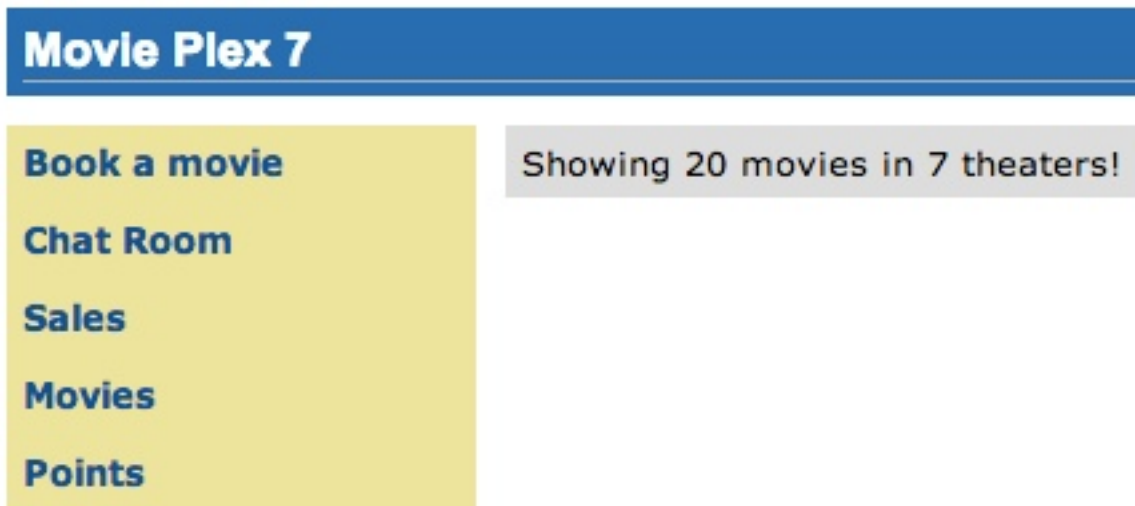 Movie Plex 7
Book a movie
Chat Room
Sales
Movies
Points
Showing 20 movies in 7 theaters!